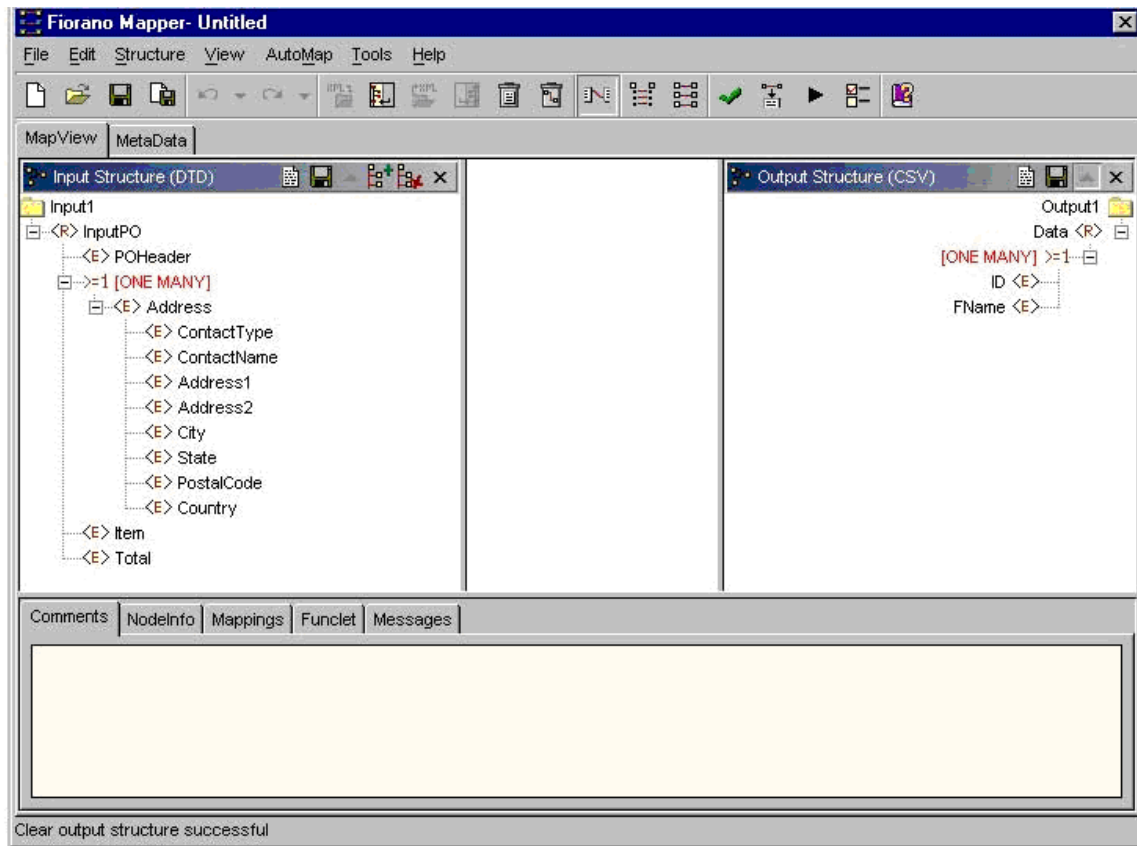 Fiorano Mapper- Untitled
File Edit Structure View AutoMap Tools Help
MapView MetaData
Input Structure (DTD)
Input1
<R> InputPO
<E> POHeader
>=1 [ONE MANY]
<E> Address
<E> ContactType
<E> ContactName
<E> Address1
<E> Address2
<E> City
<E> State
<E> PostalCode
<E> Country
<E> Item
<E> Total
Output Structure (CSV)
Output1
Data <R>
[ONE MANY] >=1
ID <E>
FName <E>
Comments NodeInfo Mappings Funclet Messages
Clear output structure successful